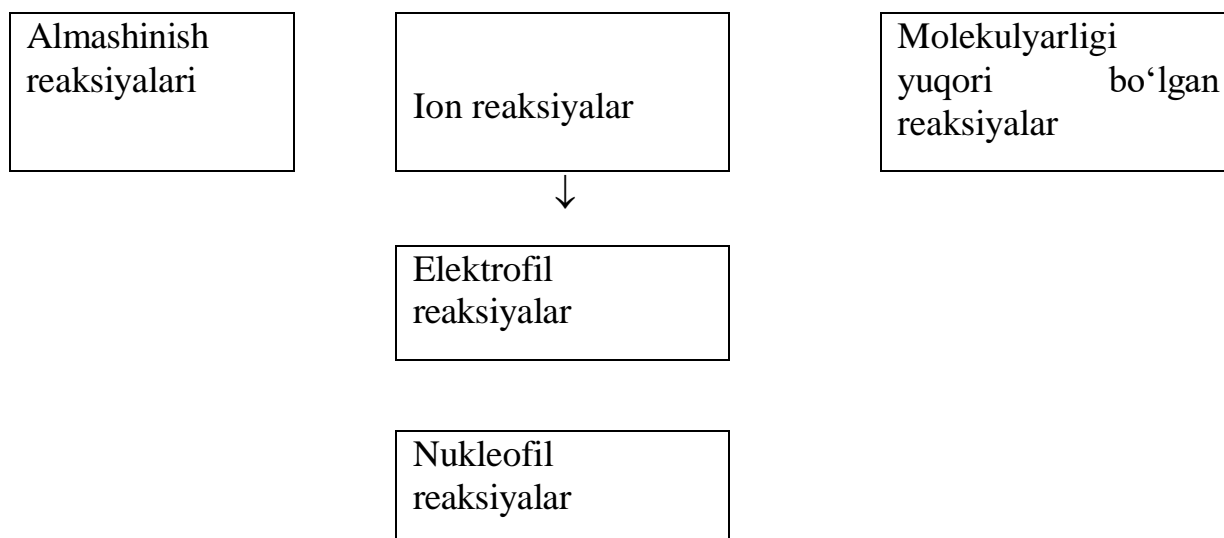 Almashinish
reaksiyalari
Ion reaksiyalar
Molekulyarligi
yuqori bo‘lgan
reaksiyalar
↓
Elektrofil
reaksiyalar
Nukleofil
reaksiyalar